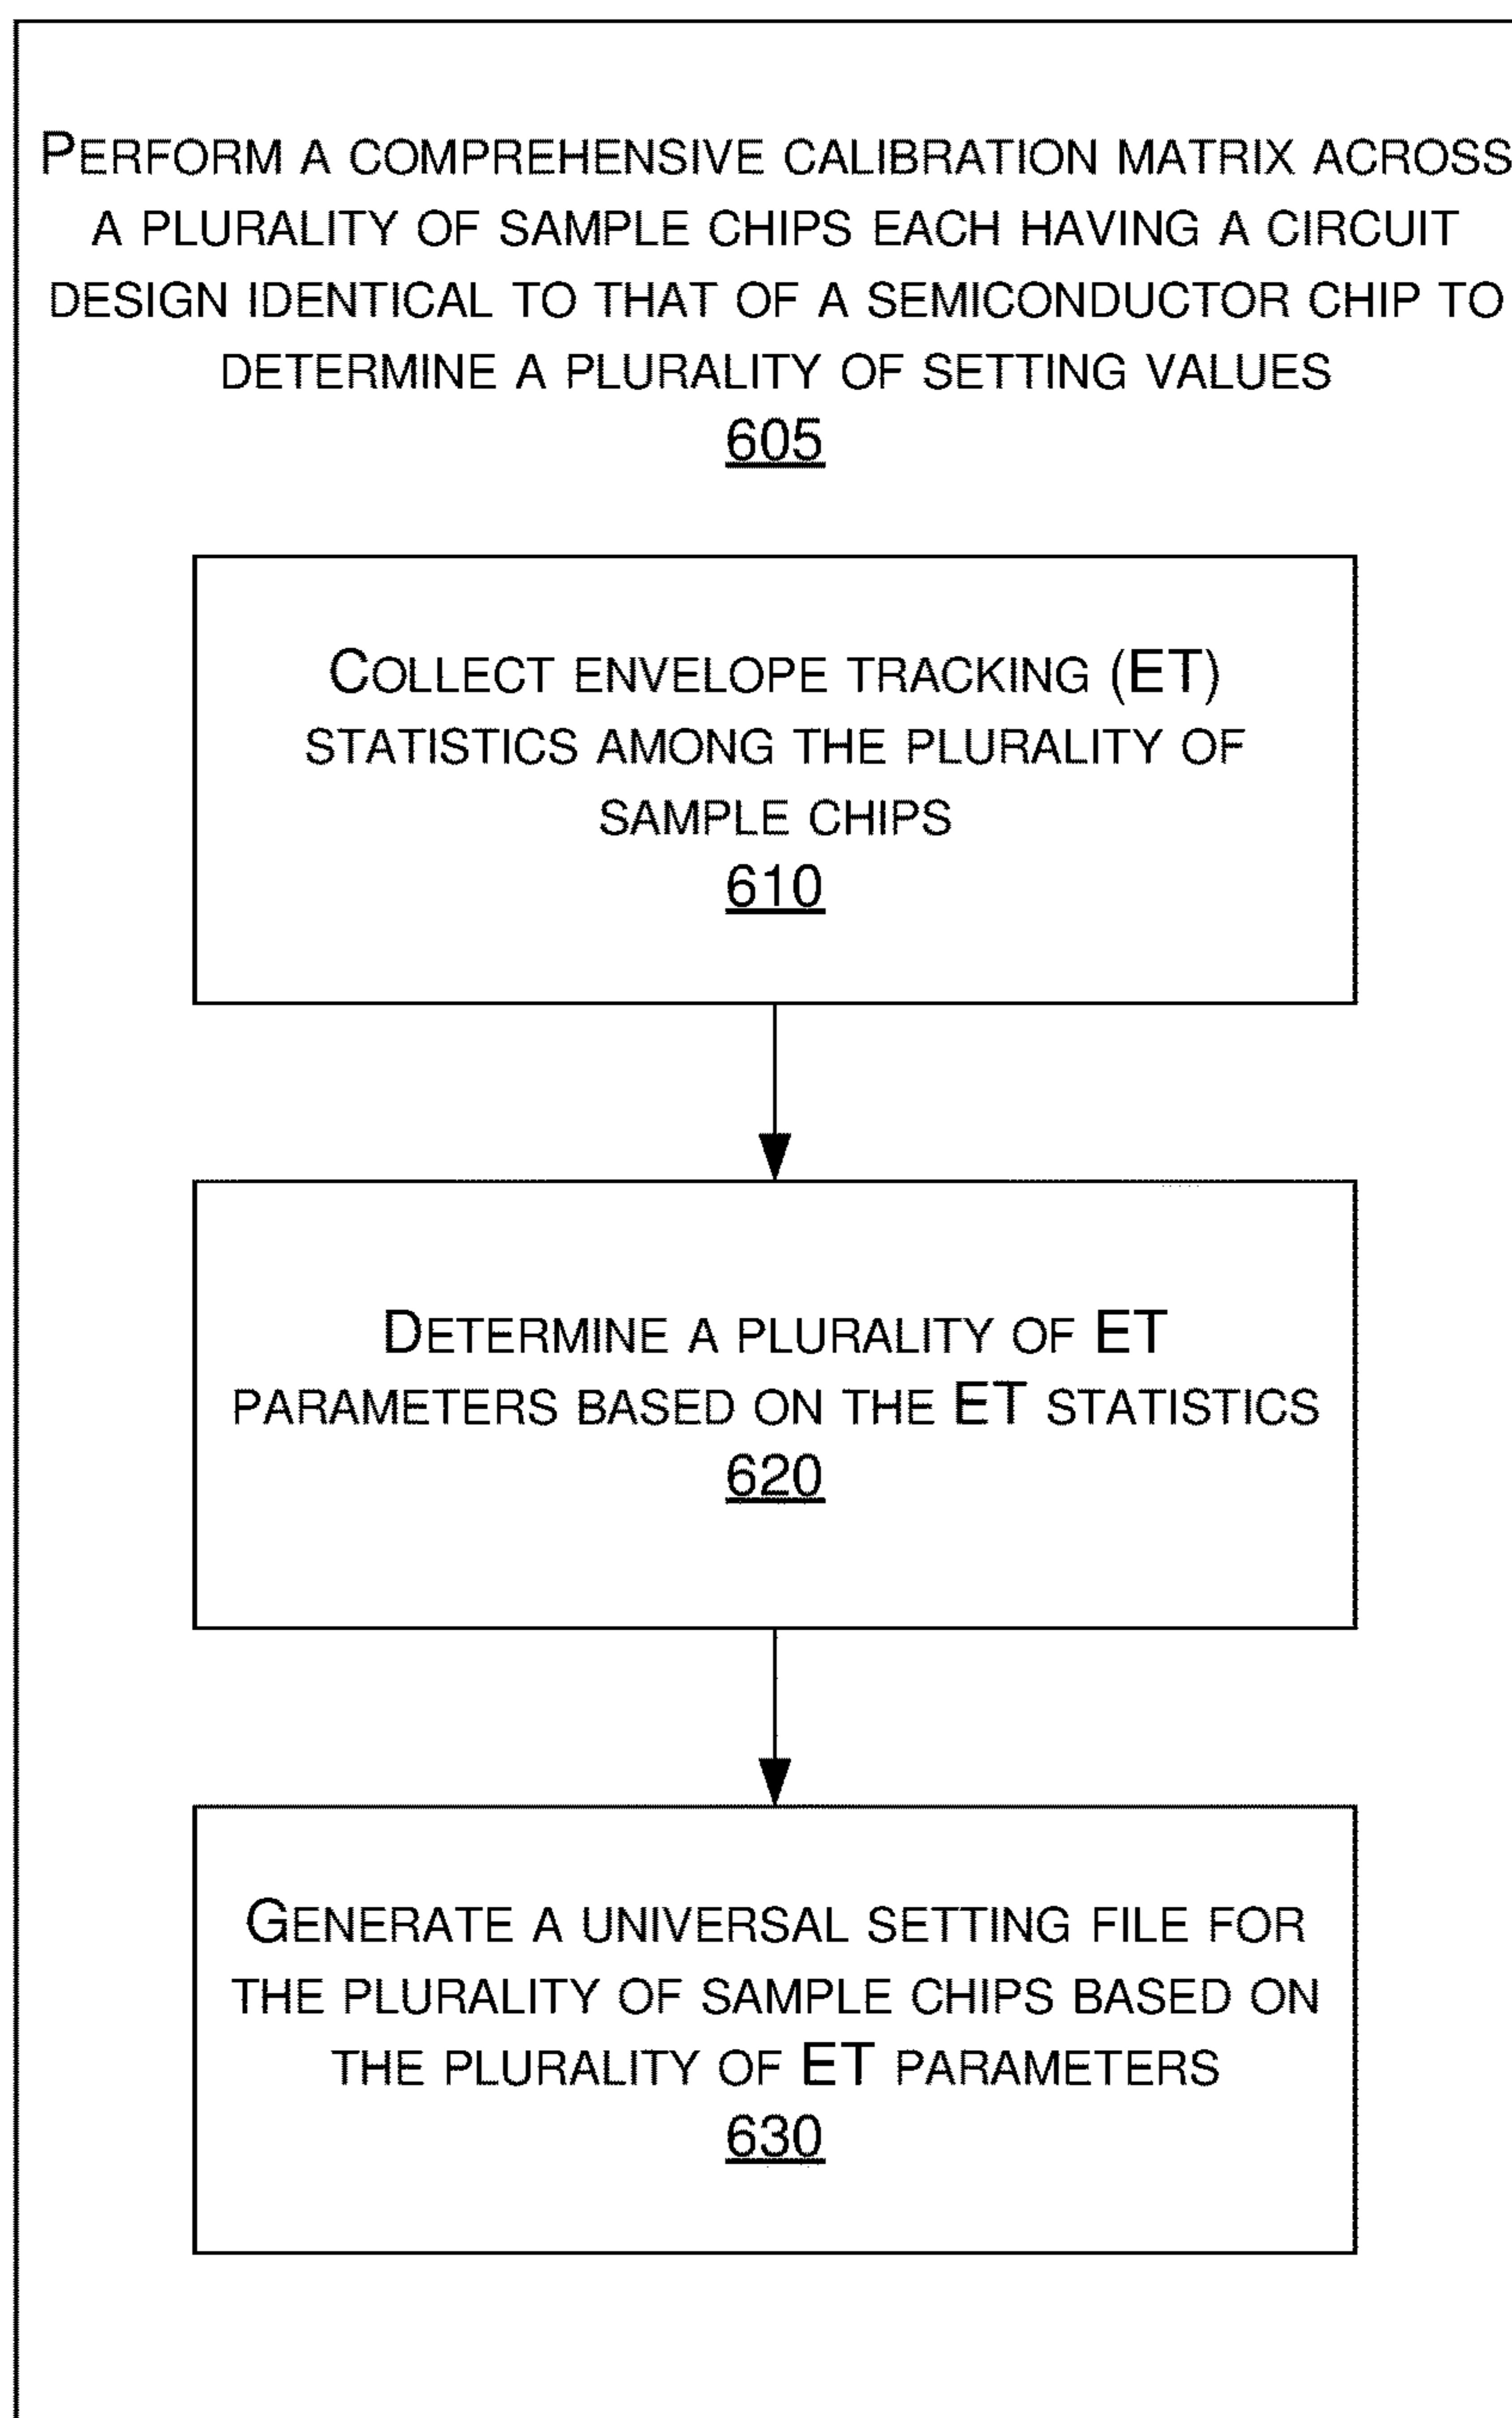 PERFORM A COMPREHENSIVE CALIBRATION MATRIX ACROSS
A PLURALITY OF SAMPLE CHIPS EACH HAVING A CIRCUIT
DESIGN IDENTICAL TO THAT OF A SEMICONDUCTOR CHIP TO
DETERMINE A PLURALITY OF SETTING VALUES
605
COLLECT ENVELOPE TRACKING (ET)
STATISTICS AMONG THE PLURALITY OF
SAMPLE CHIPS
610
DETERMINE A PLURALITY OF ET
PARAMETERS BASED ON THE ET STATISTICS
620
GENERATE A UNIVERSAL SETTING FILE FOR
THE PLURALITY OF SAMPLE CHIPS BASED ON
THE PLURALITY OF ET PARAMETERS
630